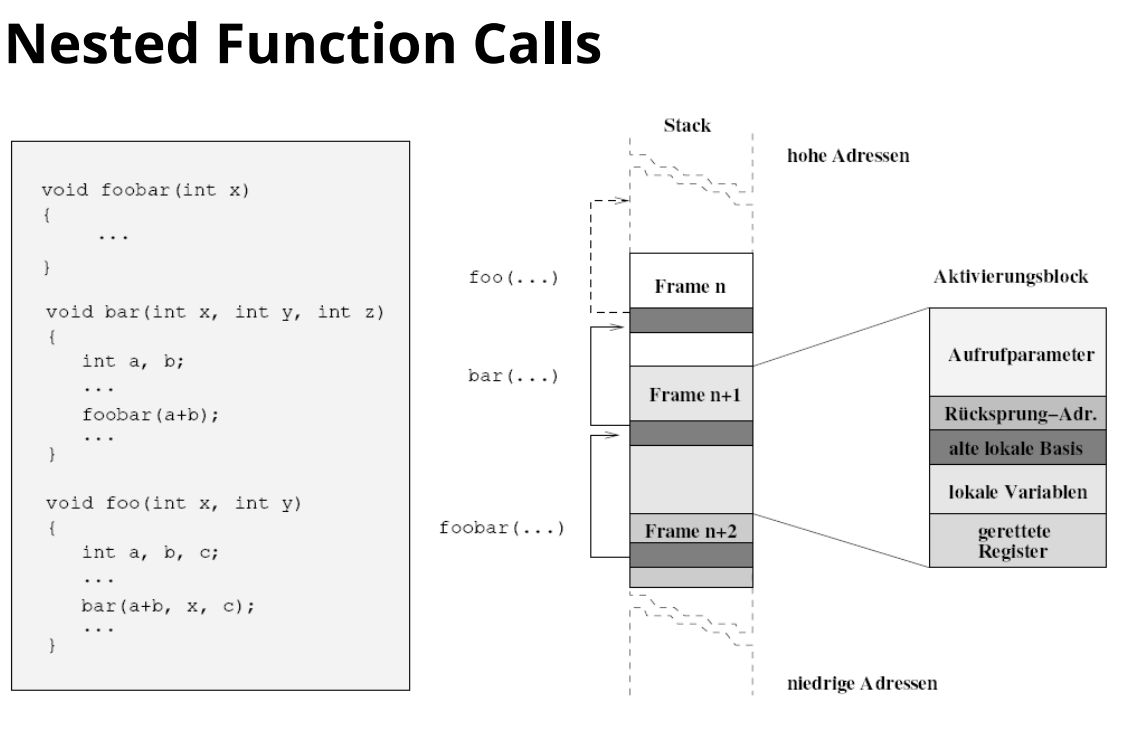 Nested Function Calls
void foobar(int x)
{
...
}
void bar(int x, int y, int z)
{
int a, b;
...
foobar(a+b);
...
}
void foo(int x, int y)
{
int a, b, c;
...
bar(a+b, x, c);
...
}
Stack
hohe Adressen
foo(...)
Frame n
bar(...)
Frame n+1
foobar(...)
Frame n+2
niedrige Adressen
Aktivierungsblock
Aufrufparameter
Rücksprung–Adr.
alte lokale Basis
lokale Variablen
gerettete
Register